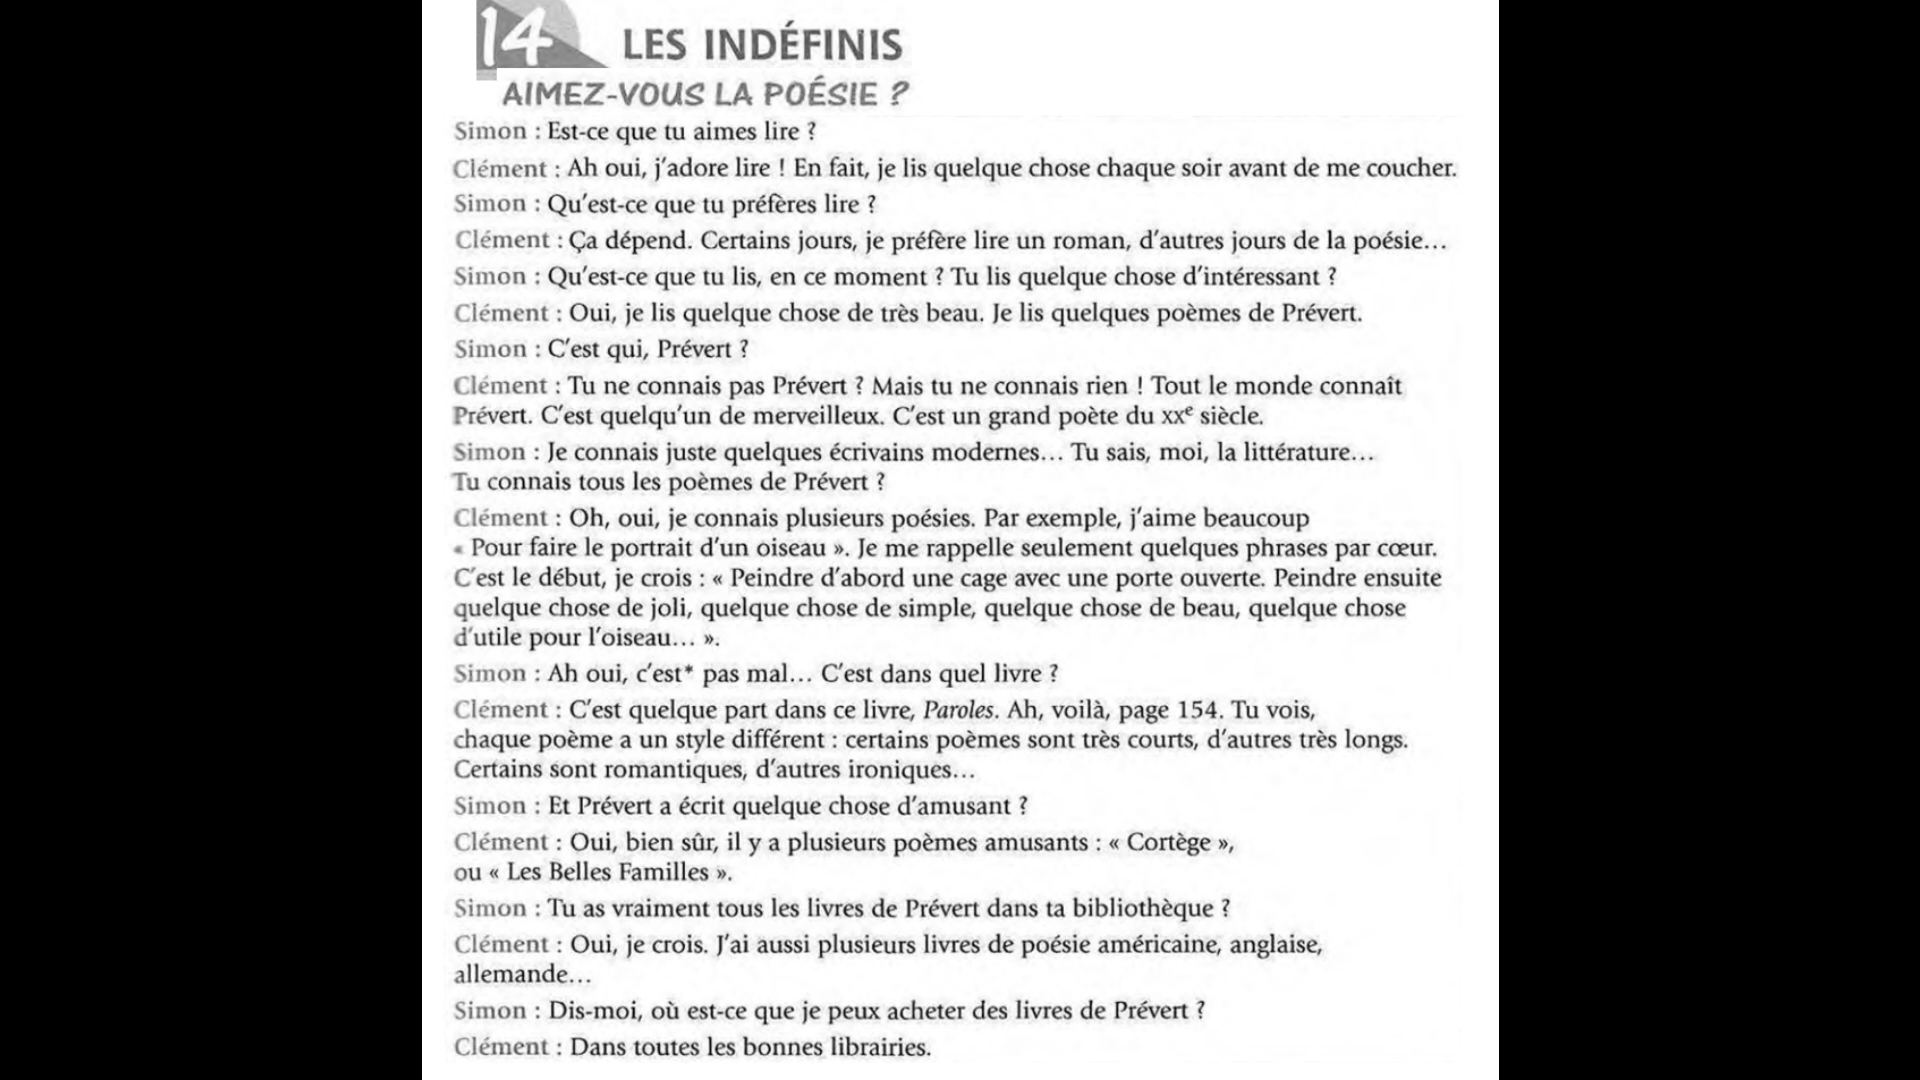 14 LES INDÉFINIS
AIMEZ-VOUS LA POÉSIE ?
Simon : Est-ce que tu aimes lire ?
Clément : Ah oui, j'adore lire ! En fait, je lis quelque chose chaque soir avant de me coucher.
Simon : Qu'est-ce que tu préfères lire ?
Clément : Ça dépend. Certains jours, je préfère lire un roman, d'autres jours de la poésie…
Simon : Qu'est-ce que tu lis, en ce moment ? Tu lis quelque chose d'intéressant ?
Clément : Oui, je lis quelque chose de très beau. Je lis quelques poèmes de Prévert.
Simon : C'est qui, Prévert ?
Clément : Tu ne connais pas Prévert ? Mais tu ne connais rien ! Tout le monde connaît
Prévert. C'est quelqu'un de merveilleux. C'est un grand poète du XXe siècle.
Simon : Je connais juste quelques écrivains modernes… Tu sais, moi, la littérature…
Tu connais tous les poèmes de Prévert ?
Clément : Oh, oui, je connais plusieurs poésies. Par exemple, j'aime beaucoup
« Pour faire le portrait d'un oiseau ». Je me rappelle seulement quelques phrases par cœur.
C'est le début, je crois : « Peindre d'abord une cage avec une porte ouverte. Peindre ensuite
quelque chose de joli, quelque chose de simple, quelque chose de beau, quelque chose
d'utile pour l'oiseau… ».
Simon : Ah oui, c'est* pas mal… C'est dans quel livre ?
Clément : C'est quelque part dans ce livre, Paroles. Ah, voilà, page 154. Tu vois,
chaque poème a un style différent : certains poèmes sont très courts, d'autres très longs.
Certains sont romantiques, d'autres ironiques…
Simon : Et Prévert a écrit quelque chose d'amusant ?
Clément : Oui, bien sûr, il y a plusieurs poèmes amusants : « Cortège »,
ou « Les Belles Familles ».
Simon : Tu as vraiment tous les livres de Prévert dans ta bibliothèque ?
Clément : Oui, je crois. J'ai aussi plusieurs livres de poésie américaine, anglaise,
allemande…
Simon : Dis-moi, où est-ce que je peux acheter des livres de Prévert ?
Clément : Dans toutes les bonnes librairies.